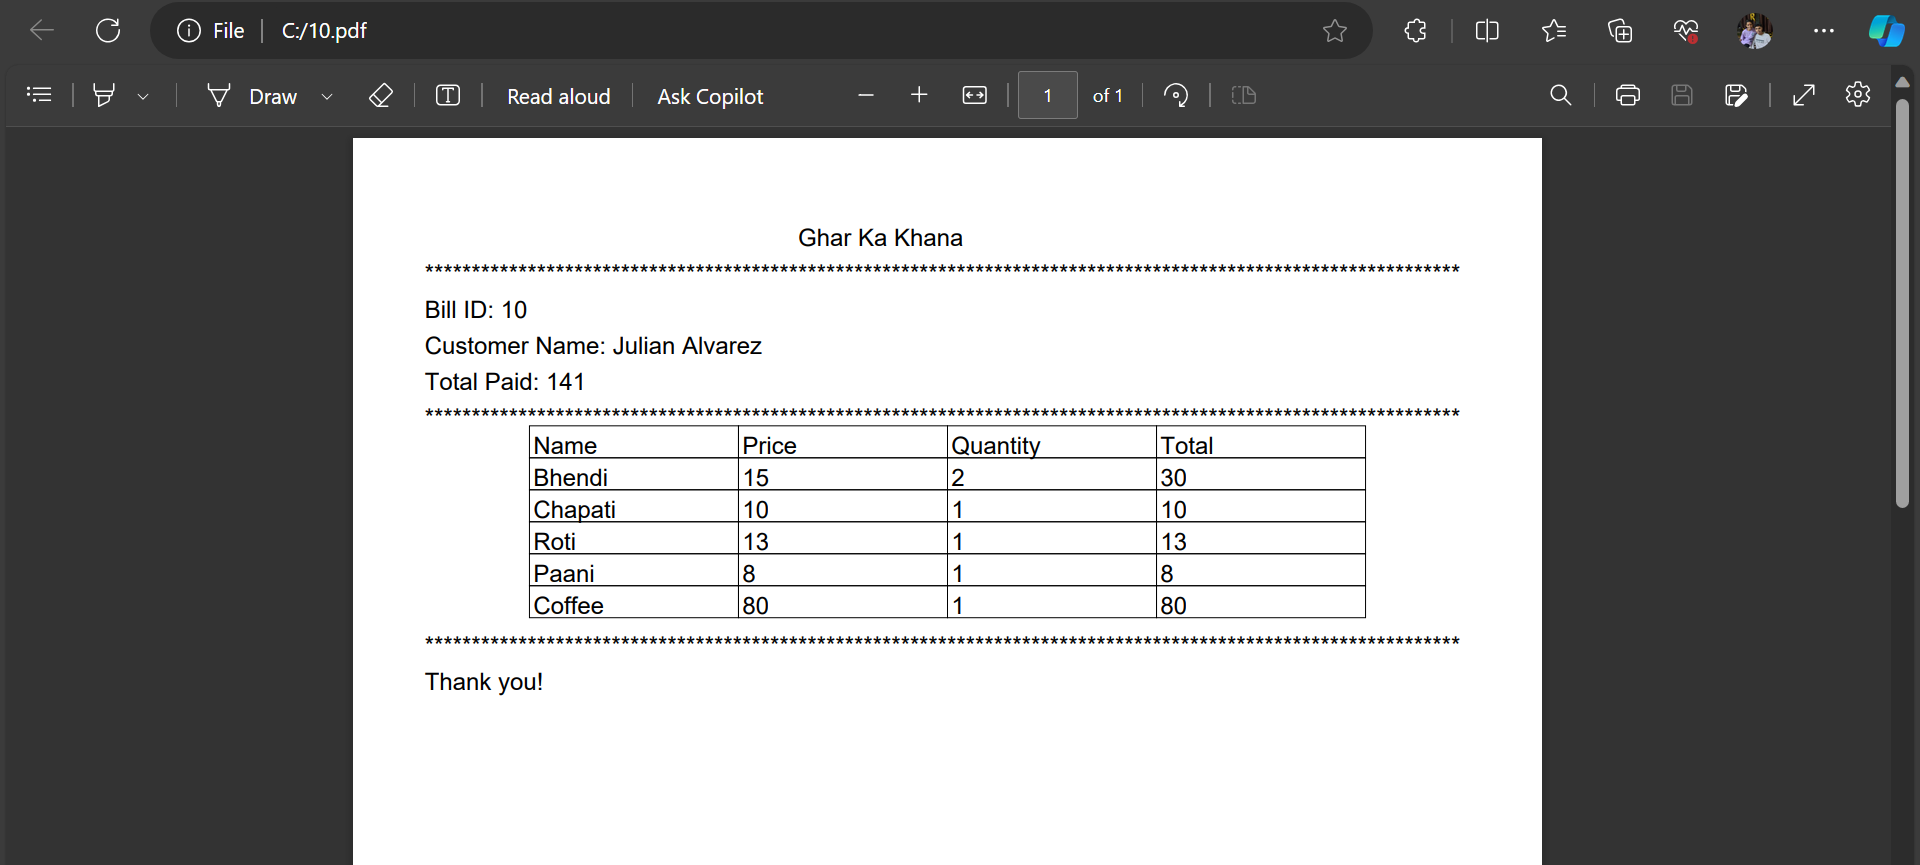 File C:/10.pdf
Draw Read aloud Ask Copilot 1 of 1
Ghar Ka Khana
****************************************************************************************************************
Bill ID: 10
Customer Name: Julian Alvarez
Total Paid: 141
****************************************************************************************************************
Name Price Quantity Total
Bhendi 15 2 30
Chapati 10 1 10
Roti 13 1 13
Paani 8 1 8
Coffee 80 1 80
****************************************************************************************************************
Thank you!